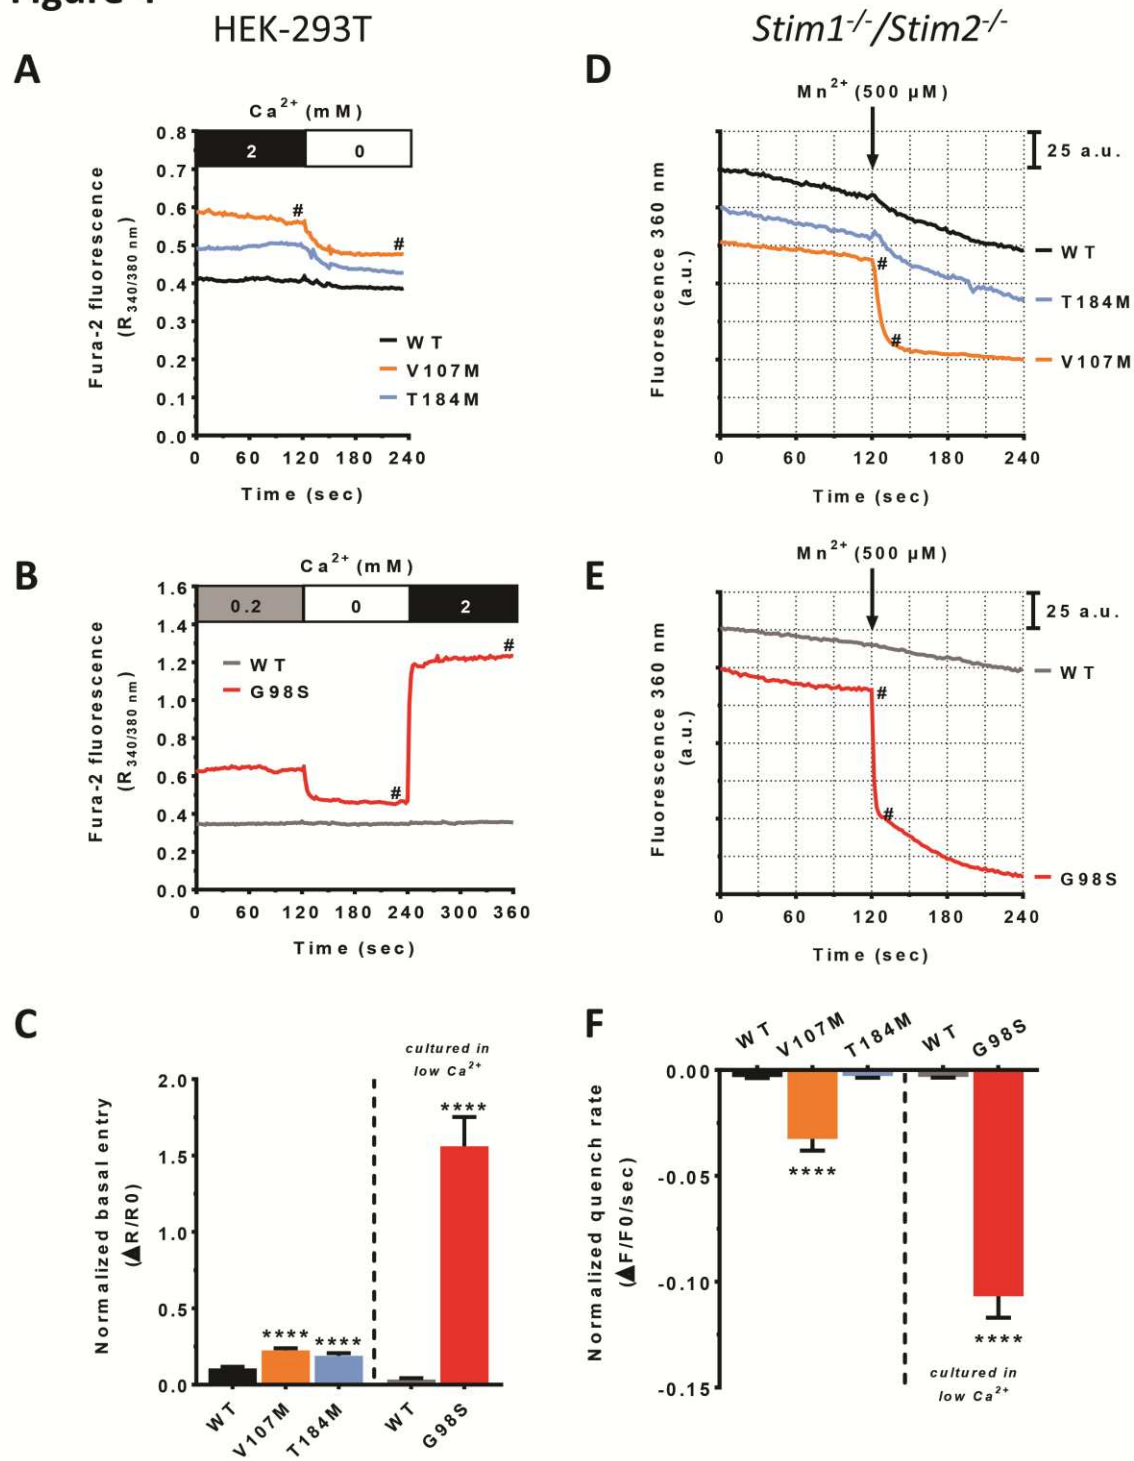 HEK-293T
Stim1-/-/Stim2-/-
A
Ca2+ (mM)
2
0
0.8
0.7
0.6
0.5
0.4
0.3
0.2
0.1
0.0
Fura-2 fluorescence
(R340/380 nm)
#
#
WT
V107M
T184M
0 60 120 180 240
Time (sec)
D
Mn2+ (500 µM)
25 a.u.
Fluorescence 360 nm
(a.u.)
#
#
WT
T184M
V107M
0 60 120 180 240
Time (sec)
B
Ca2+ (mM)
0.2
0
2
1.6
1.4
1.2
1.0
0.8
0.6
0.4
0.2
0.0
Fura-2 fluorescence
(R340/380 nm)
WT
G98S
#
#
0 60 120 180 240 300 360
Time (sec)
E
Mn2+ (500 µM)
25 a.u.
Fluorescence 360 nm
(a.u.)
#
#
WT
G98S
0 60 120 180 240
Time (sec)
C
cultured in
low Ca2+
2.0
1.5
1.0
0.5
0.0
Normalized basal entry
(▲R/R0)
****
****
****
WT
V107M
T184M
WT
G98S
F
WT
V107M
T184M
WT
G98S
0.00
-0.05
-0.10
-0.15
Normalized quench rate
(▲F/F0/sec)
****
****
cultured in
low Ca2+